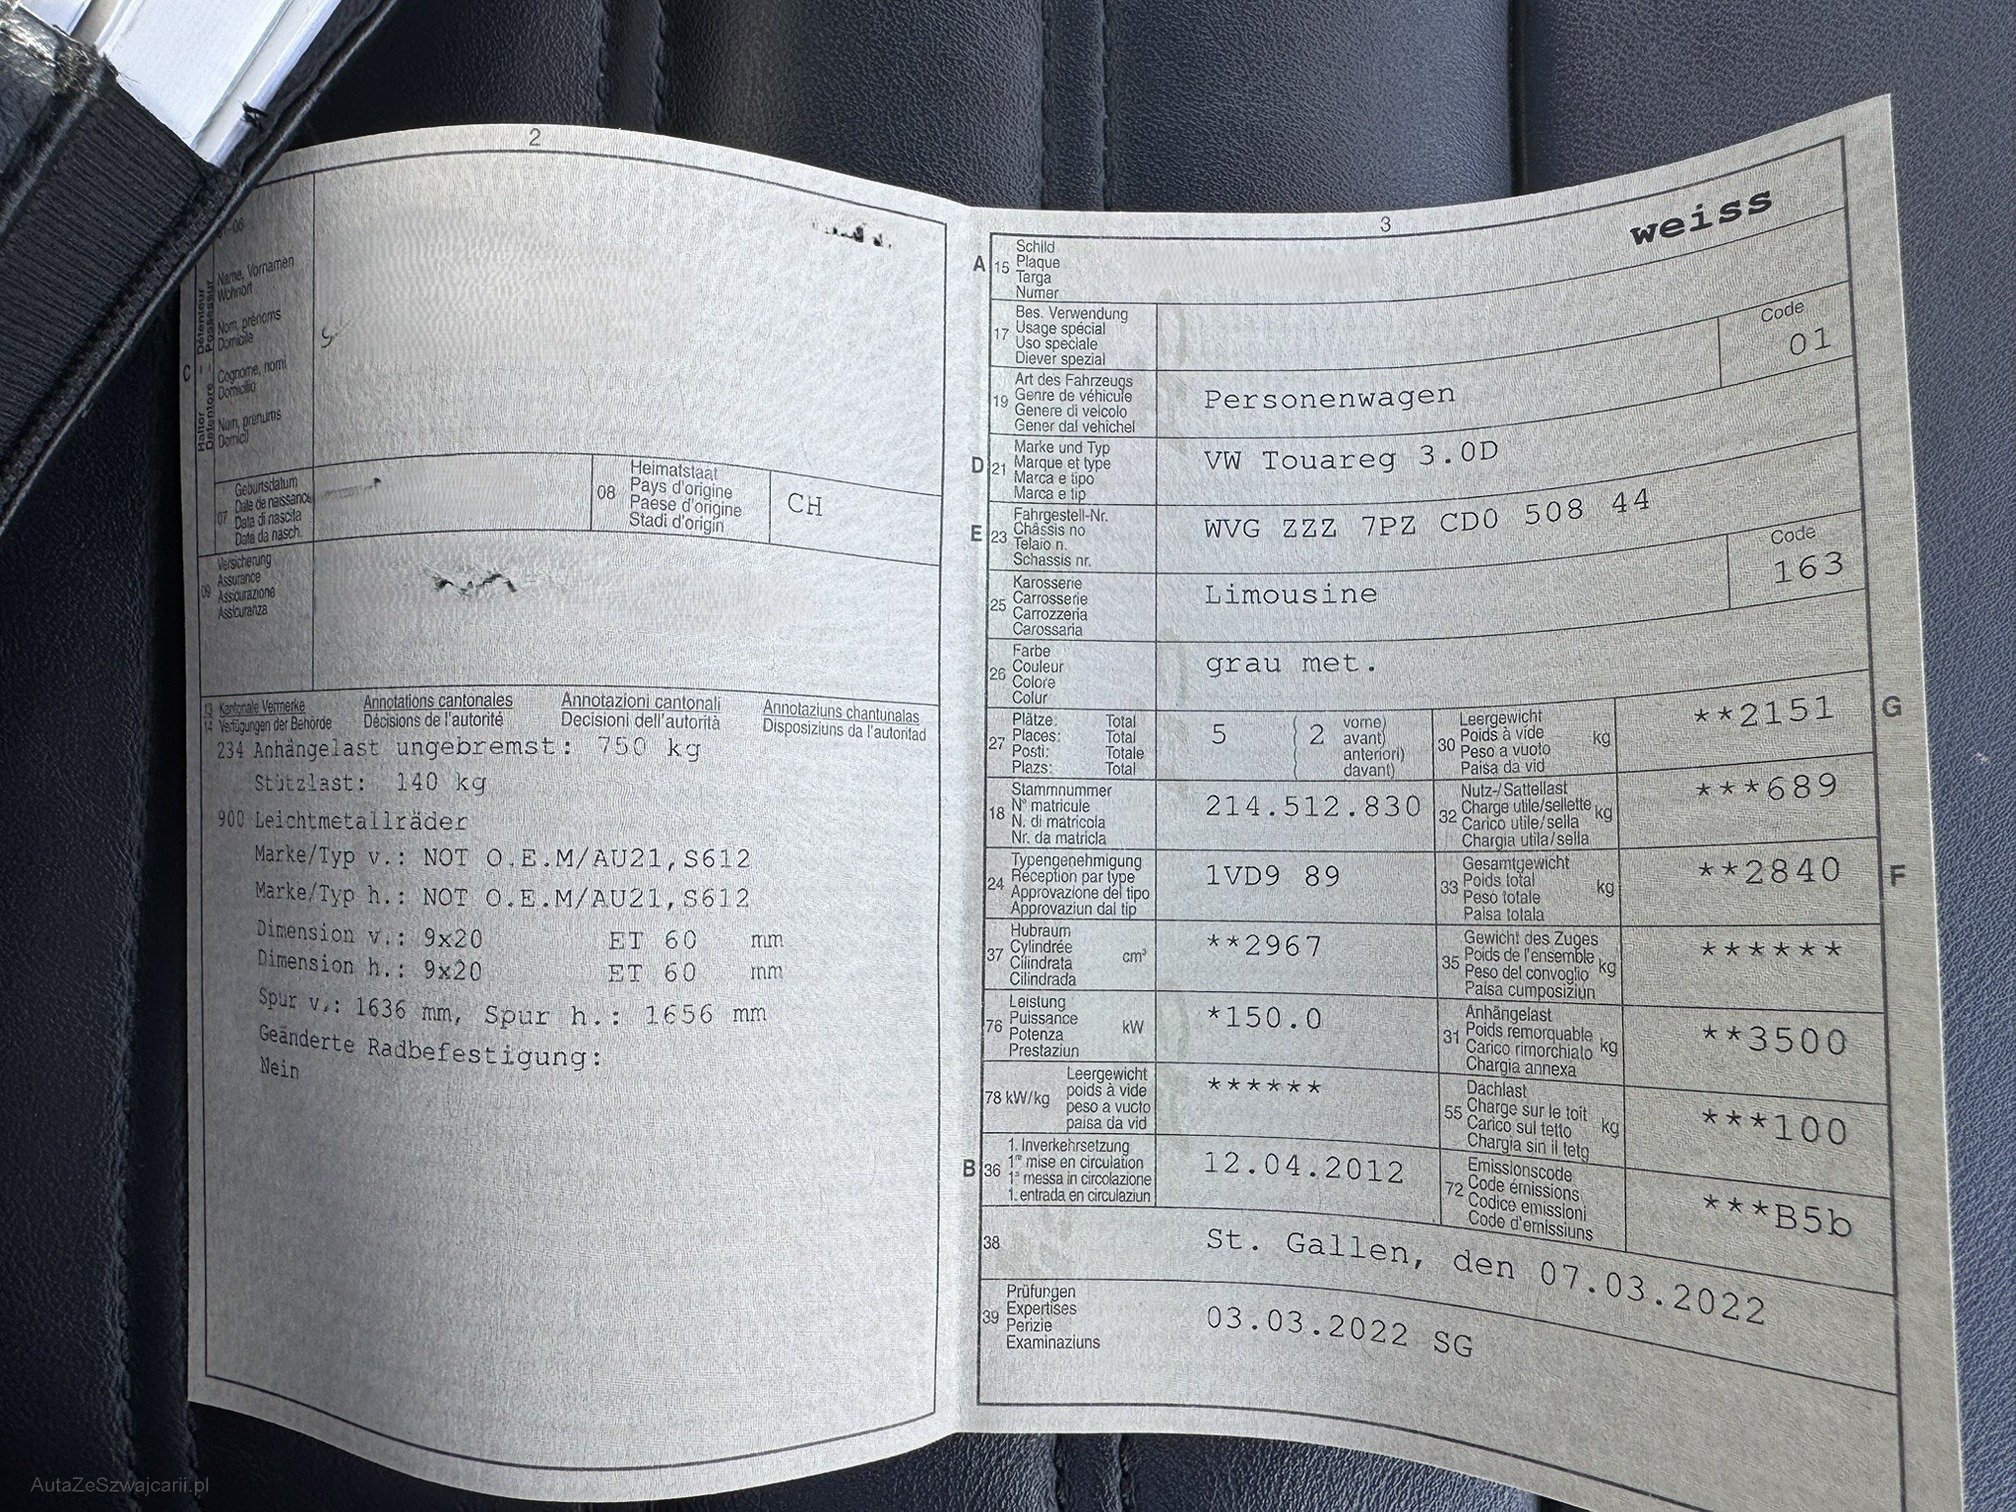 2
Name, Vornamen
Wohnort
Nom, prénoms
Domicile
Cognome, nomi
Domicilio
Num, prenums
Domicil
C
Halter – Détenteur
Detentore – Possessur
07
Geburtsdatum
Date de naissance
Data di nascita
Data da nasch.
08
Heimatstaat
Pays d'origine
Paese d'origine
Stadi d'origin
CH
09
Versicherung
Assurance
Assicurazione
Assicuranza
13 Kantonale Vermerke Annotations cantonales Annotazioni cantonali Annotaziuns chantunalas
14 Verfügungen der Behörde Décisions de l'autorité Decisioni dell'autorità Disposiziuns da l'autoritad
234 Anhängelast ungebremst: 750 kg
Stützlast: 140 kg
900 Leichtmetallräder
Marke/Typ v.: NOT O.E.M/AU21,S612
Marke/Typ h.: NOT O.E.M/AU21,S612
Dimension v.: 9x20 ET 60 mm
Dimension h.: 9x20 ET 60 mm
Spur v.: 1636 mm, Spur h.: 1656 mm
Geänderte Radbefestigung:
Nein
3
weiss
A 15
Schild
Plaque
Targa
Numer
17
Bes. Verwendung
Usage spécial
Uso speciale
Diever spezial
Code
01
19
Art des Fahrzeugs
Genre de véhicule
Genere di veicolo
Gener dal vehichel
Personenwagen
D 21
Marke und Typ
Marque et type
Marca e tipo
Marca e tip
VW Touareg 3.0D
E 23
Fahrgestell-Nr.
Châssis no
Telaio n.
Schassis nr.
WVG ZZZ 7PZ CD0 508 44
Code
163
25
Karosserie
Carrosserie
Carrozzeria
Carossaria
Limousine
26
Farbe
Couleur
Colore
Colur
grau met.
27
Plätze: Total
Places: Total
Posti: Totale
Plazs: Total
5 ( 2 vorne)
avant)
anteriori)
( davant)
30
Leergewicht
Poids à vide kg
Peso a vuoto
Paisa da vid
**2151
G
18
Stammnummer
N° matricule
N. di matricola
Nr. da matricla
214.512.830
32
Nutz-/Sattellast
Charge utile/sellette kg
Carico utile/sella
Chargia utila/sella
***689
24
Typengenehmigung
Réception par type
Approvazione del tipo
Approvaziun dal tip
1VD9 89
33
Gesamtgewicht
Poids total kg
Peso totale
Paisa totala
**2840
F
37
Hubraum
Cylindrée cm³
Cilindrata
Cilindrada
**2967
35
Gewicht des Zuges
Poids de l'ensemble kg
Peso del convoglio
Paisa cumposiziun
******
76
Leistung
Puissance kW
Potenza
Prestaziun
*150.0
31
Anhängelast
Poids remorquable kg
Carico rimorchiato
Chargia annexa
**3500
78 kW/kg
Leergewicht
poids à vide
peso a vuoto
paisa da vid
******
55
Dachlast
Charge sur le toit kg
Carico sul tetto
Chargia sin il tetg
***100
B 36
1. Inverkehrsetzung
1re mise en circulation
1a messa in circolazione
1. entrada en circulaziun
12.04.2012
72
Emissionscode
Code émissions
Codice emissioni
Code d'emissiuns
***B5b
38
St. Gallen, den 07.03.2022
39
Prüfungen
Expertises
Perizie
Examinaziuns
03.03.2022 SG
AutaZeSzwajcarii.pl